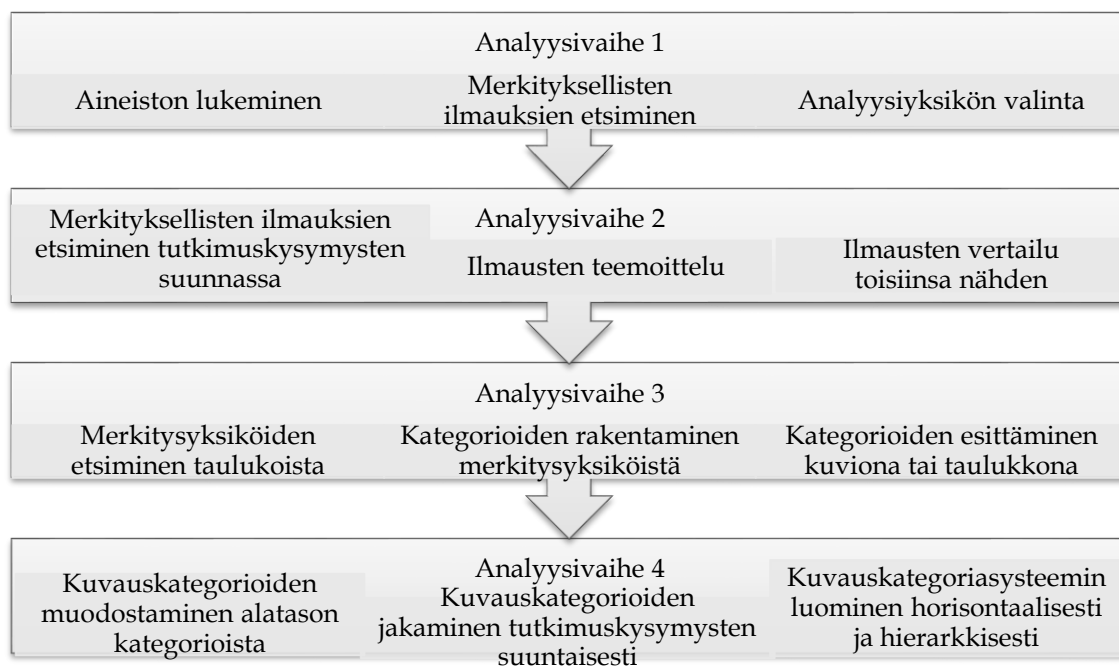 Analyysivaihe 1
Aineiston lukeminen
Merkityksellisten
ilmauksien etsiminen
Analyysiyksikön valinta
Analyysivaihe 2
Merkityksellisten ilmauksien
etsiminen tutkimuskysymysten
suunnassa
Ilmausten teemoittelu
Ilmausten vertailu
toisiinsa nähden
Analyysivaihe 3
Merkitysyksiköiden
etsiminen taulukoista
Kategorioiden rakentaminen
merkitysyksiköistä
Kategorioiden esittäminen
kuviona tai taulukkona
Analyysivaihe 4
Kuvauskategorioiden
muodostaminen alatason
kategorioista
Kuvauskategorioiden
jakaminen tutkimuskysymysten
suuntaisesti
Kuvauskategoriasysteemin
luominen horisontaalisesti
ja hierarkkisesti